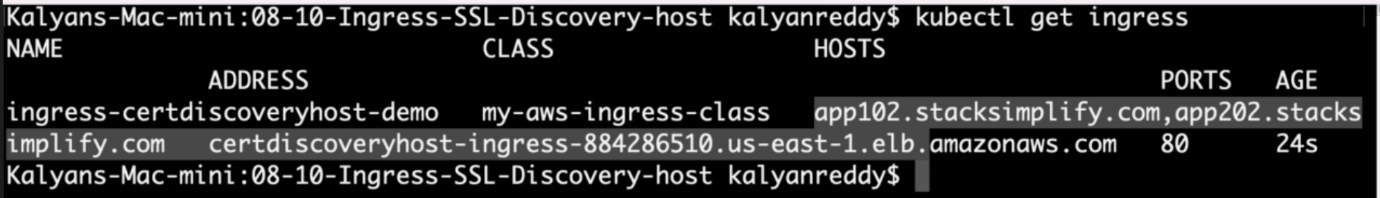 Kalyans-Mac-mini:08-10-Ingress-SSL-Discovery-host kalyanreddy$ kubectl get ingress
NAME CLASS HOSTS
ADDRESS PORTS AGE
ingress-certdiscoveryhost-demo my-aws-ingress-class app102.stacksimplify.com,app202.stacks
implify.com certdiscoveryhost-ingress-884286510.us-east-1.elb.amazonaws.com 80 24s
Kalyans-Mac-mini:08-10-Ingress-SSL-Discovery-host kalyanreddy$